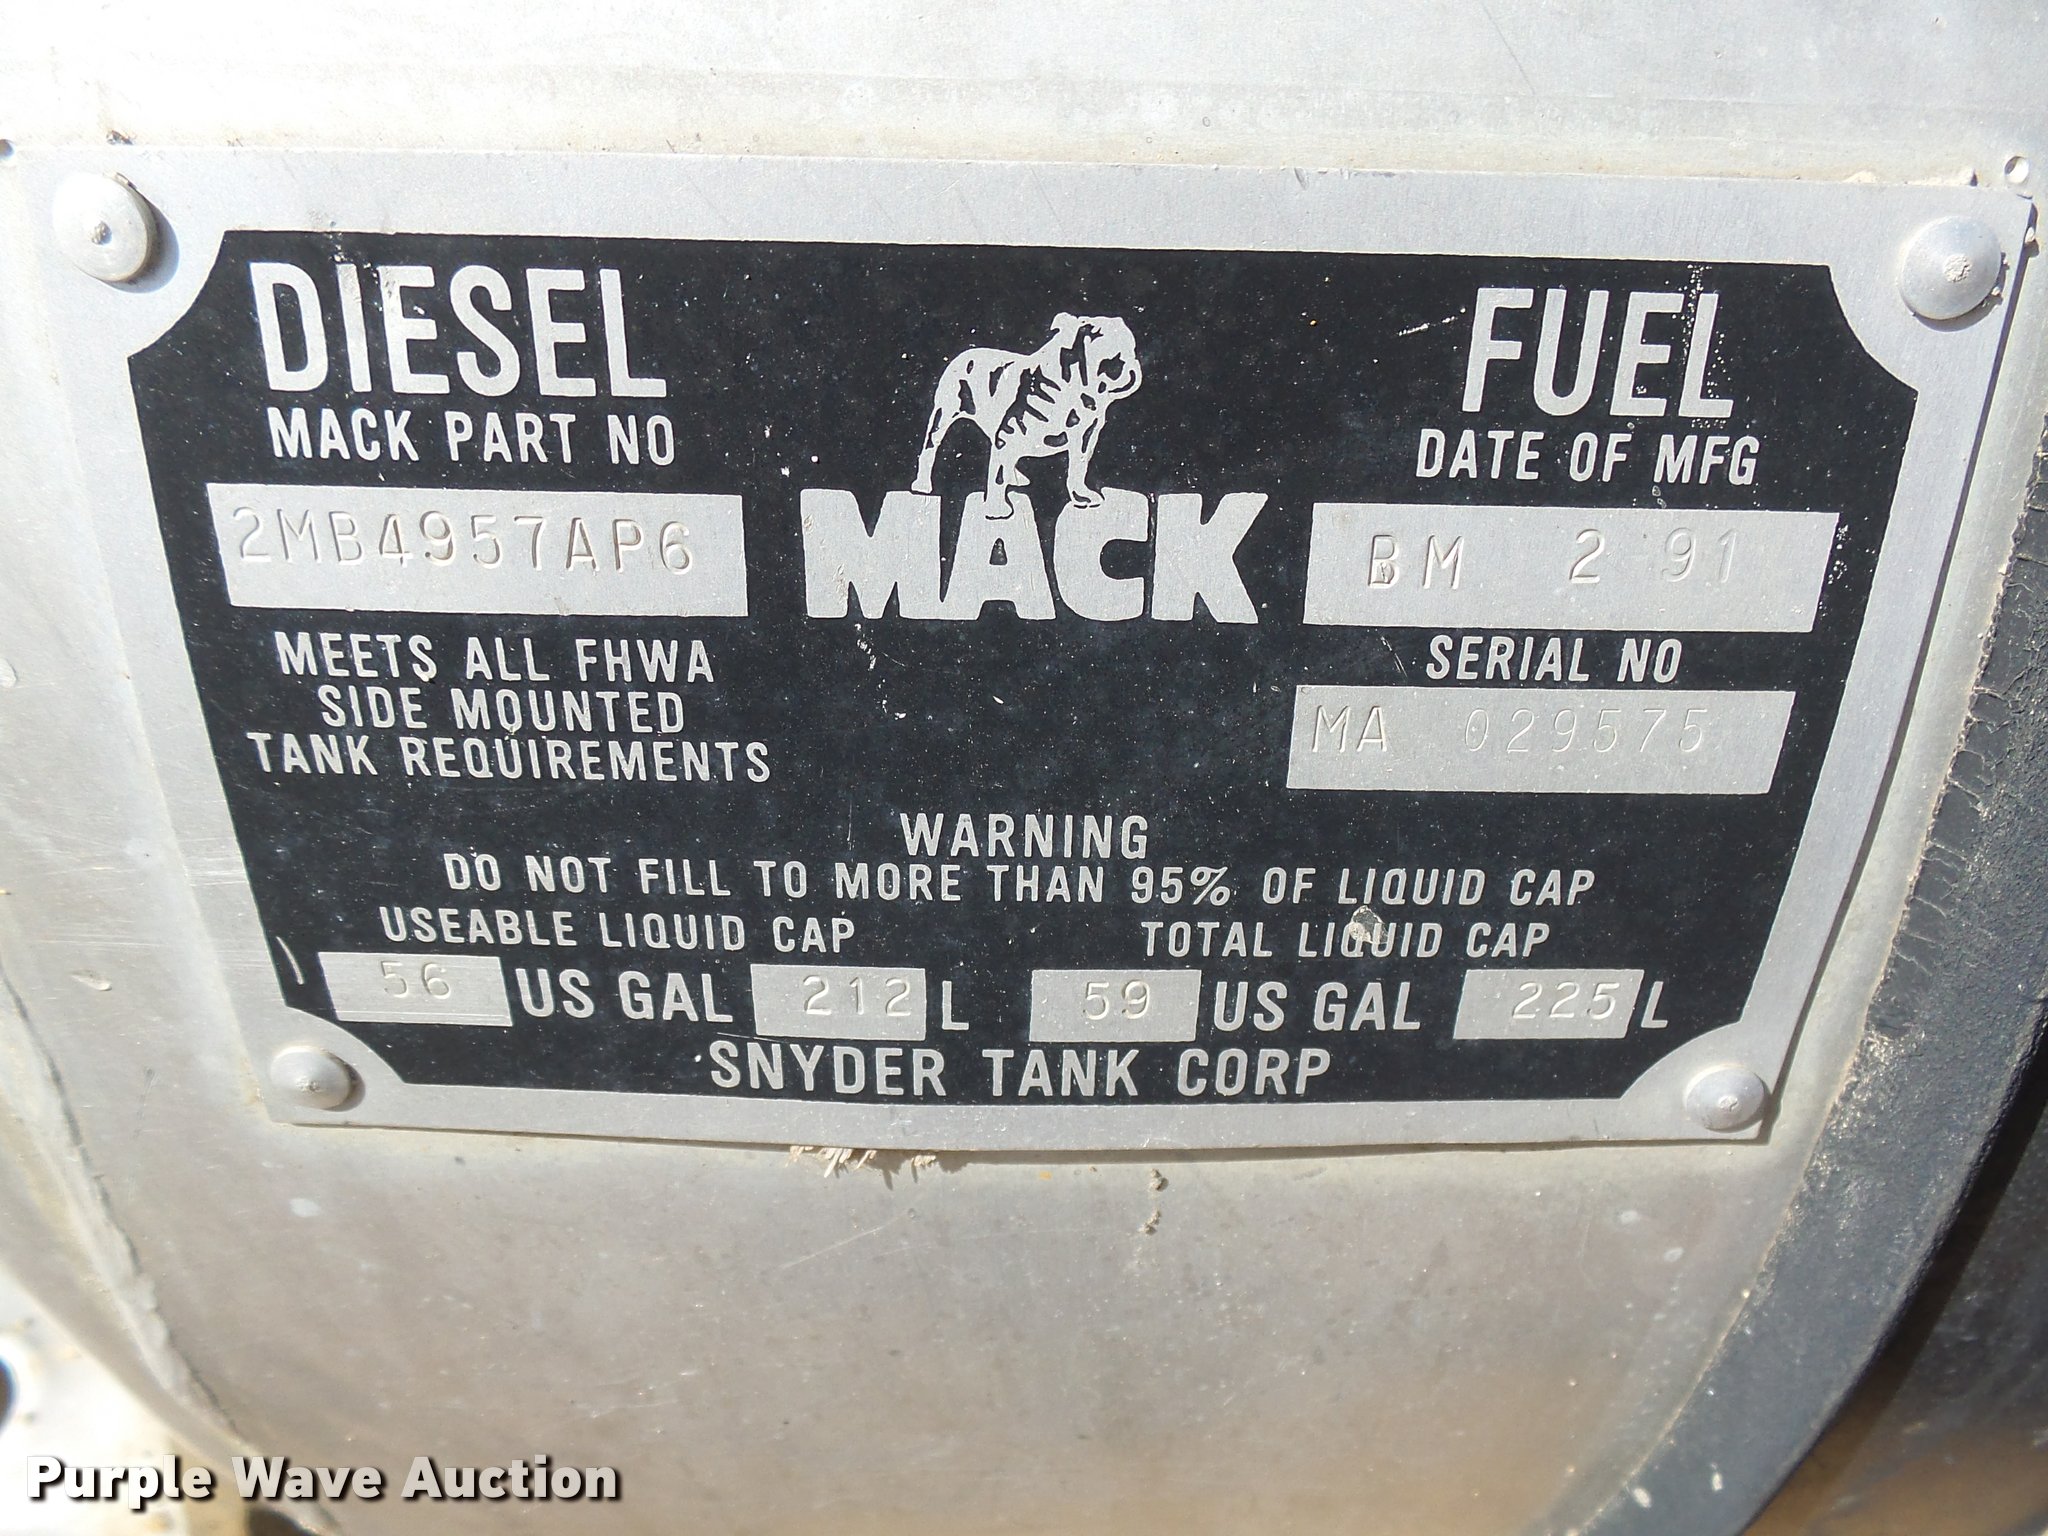 DIESEL FUEL
MACK PART NO
DATE OF MFG
2MB4957AP6
MACK
BM 2 91
MEETS ALL FHWA
SIDE MOUNTED
TANK REQUIREMENTS
SERIAL NO
MA 029575
WARNING
DO NOT FILL TO MORE THAN 95% OF LIQUID CAP
USEABLE LIQUID CAP TOTAL LIQUID CAP
56 US GAL 212 L 59 US GAL 225 L
SNYDER TANK CORP
Purple Wave Auction